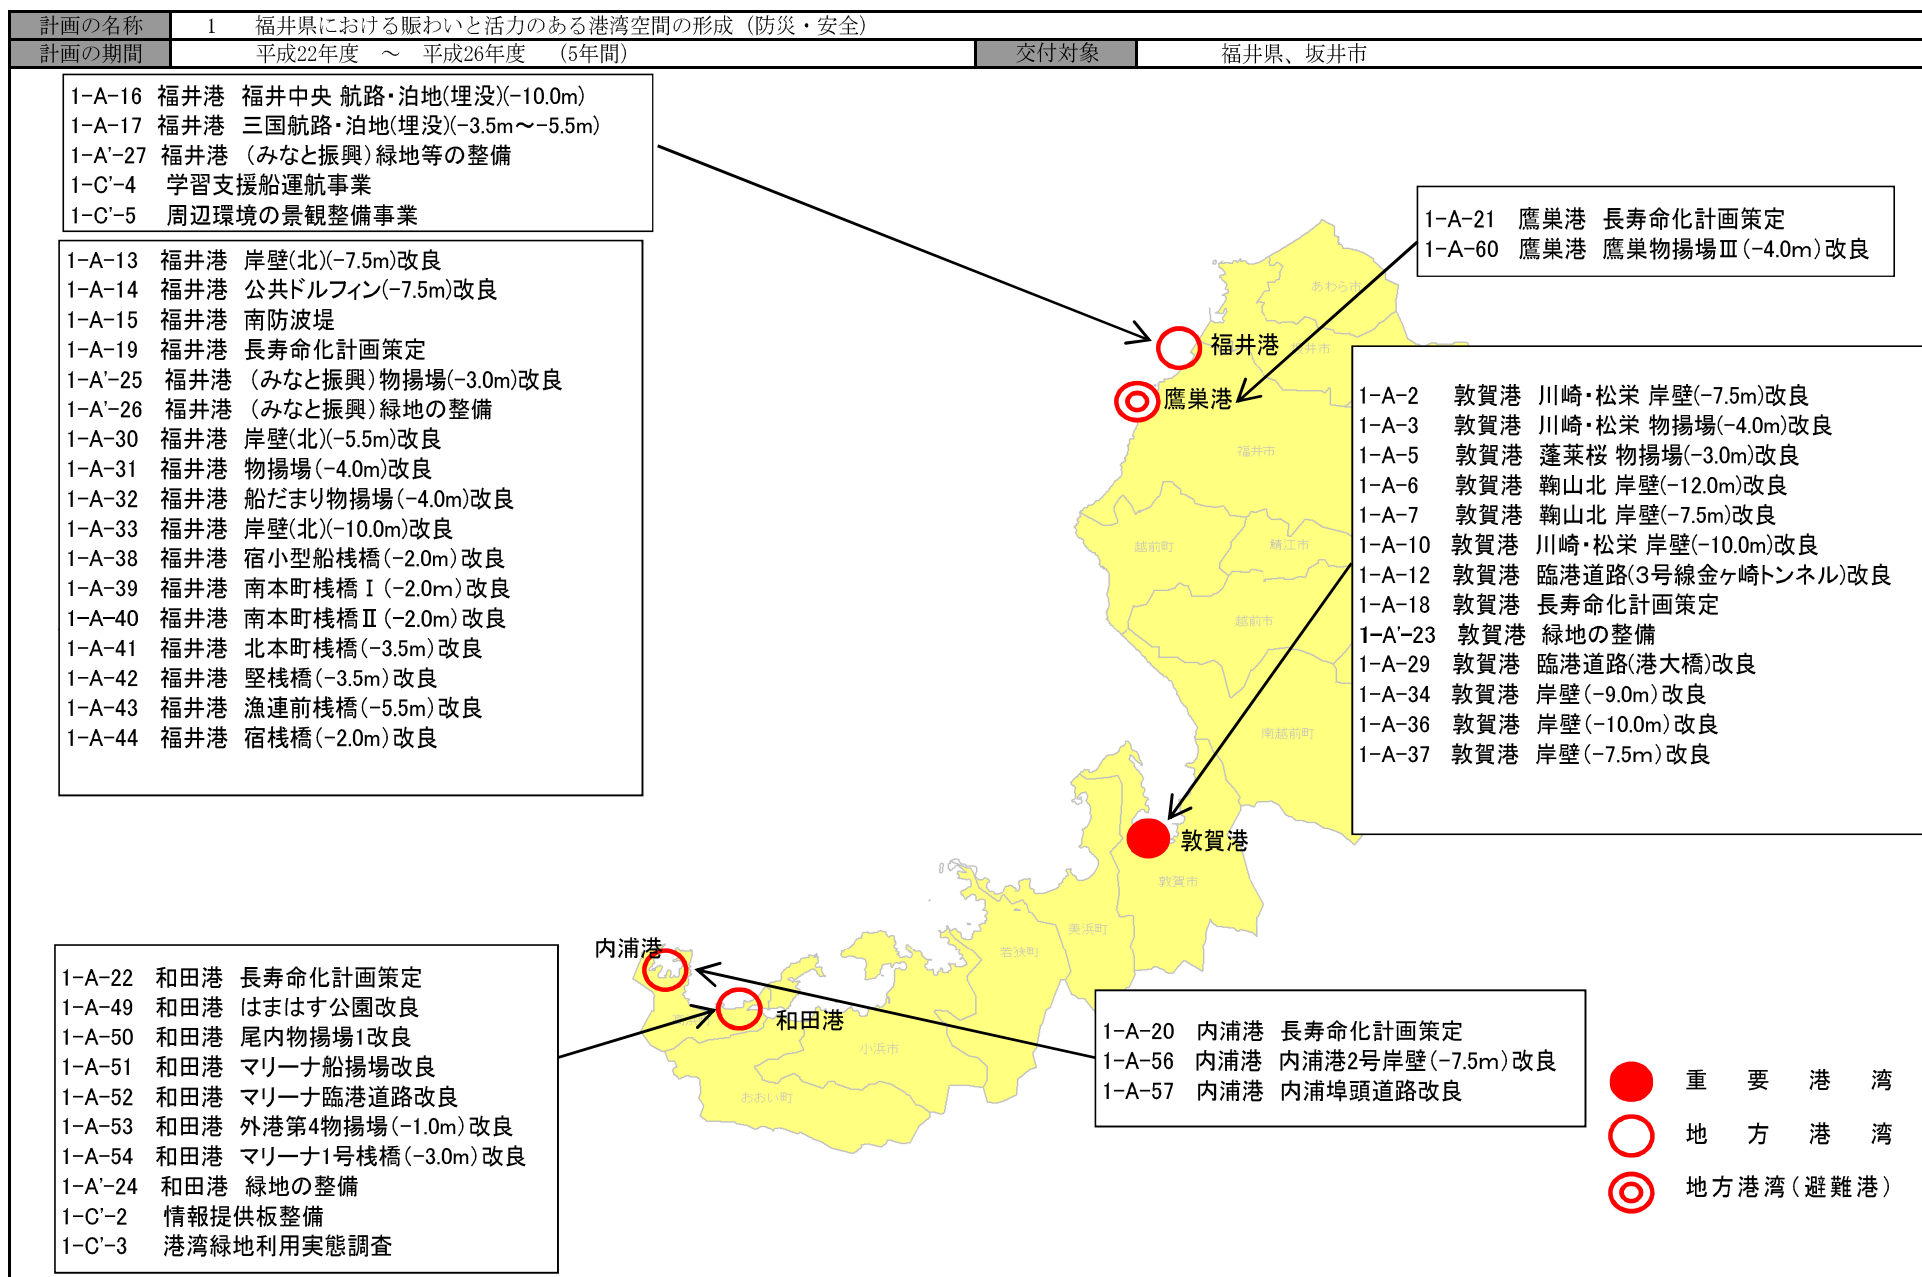 計画の名称 1 福井県における賑わいと活力のある港湾空間の形成（防災・安全）
計画の期間 平成22年度 ～ 平成26年度 （5年間） 交付対象 福井県、坂井市
1-A-16 福井港 福井中央 航路・泊地(埋没)(-10.0m)
1-A-17 福井港 三国航路・泊地(埋没)(-3.5m～-5.5m)
1-A'-27 福井港 （みなと振興）緑地等の整備
1-C'-4 学習支援船運航事業
1-C'-5 周辺環境の景観整備事業
1-A-13 福井港 岸壁(北)(-7.5m)改良
1-A-14 福井港 公共ドルフィン(-7.5m)改良
1-A-15 福井港 南防波堤
1-A-19 福井港 長寿命化計画策定
1-A'-25 福井港 （みなと振興）物揚場(-3.0m)改良
1-A'-26 福井港 （みなと振興）緑地の整備
1-A-30 福井港 岸壁(北)(-5.5m)改良
1-A-31 福井港 物揚場（-4.0m）改良
1-A-32 福井港 船だまり物揚場（-4.0m）改良
1-A-33 福井港 岸壁(北)(-10.0m)改良
1-A-38 福井港 宿小型船桟橋（-2.0m）改良
1-A-39 福井港 南本町桟橋Ⅰ（-2.0ｍ）改良
1-A-40 福井港 南本町桟橋Ⅱ（-2.0m）改良
1-A-41 福井港 北本町桟橋（-3.5m）改良
1-A-42 福井港 堅桟橋（-3.5m）改良
1-A-43 福井港 漁連前桟橋（-5.5m）改良
1-A-44 福井港 宿桟橋（-2.0m）改良
1-A-21 鷹巣港 長寿命化計画策定
1-A-60 鷹巣港 鷹巣物揚場Ⅲ（-4.0ｍ）改良
あわら市
福井港
坂井市
鷹巣港
福井市
越前町
鯖江市
越前市
南越前町
1-A-2 敦賀港 川崎・松栄 岸壁(-7.5m)改良
1-A-3 敦賀港 川崎・松栄 物揚場(-4.0m)改良
1-A-5 敦賀港 蓬莱桜 物揚場(-3.0m)改良
1-A-6 敦賀港 鞠山北 岸壁(-12.0m)改良
1-A-7 敦賀港 鞠山北 岸壁(-7.5m)改良
1-A-10 敦賀港 川崎・松栄 岸壁(-10.0m)改良
1-A-12 敦賀港 臨港道路(３号線金ヶ崎トンネル)改良
1-A-18 敦賀港 長寿命化計画策定
1-A'-23 敦賀港 緑地の整備
1-A-29 敦賀港 臨港道路(港大橋)改良
1-A-34 敦賀港 岸壁（-9.0m）改良
1-A-36 敦賀港 岸壁（-10.0m）改良
1-A-37 敦賀港 岸壁（-7.5ｍ）改良
敦賀港
敦賀市
美浜町
若狭町
内浦港
和田港
小浜市
おおい町
1-A-22 和田港 長寿命化計画策定
1-A-49 和田港 はまはす公園改良
1-A-50 和田港 尾内物揚場1改良
1-A-51 和田港 マリーナ船揚場改良
1-A-52 和田港 マリーナ臨港道路改良
1-A-53 和田港 外港第4物揚場（-1.0m）改良
1-A-54 和田港 マリーナ1号桟橋（-3.0m）改良
1-A'-24 和田港 緑地の整備
1-C'-2 情報提供板整備
1-C'-3 港湾緑地利用実態調査
1-A-20 内浦港 長寿命化計画策定
1-A-56 内浦港 内浦港2号岸壁（-7.5ｍ）改良
1-A-57 内浦港 内浦埠頭道路改良
重要港湾
地方港湾
地方港湾（避難港）